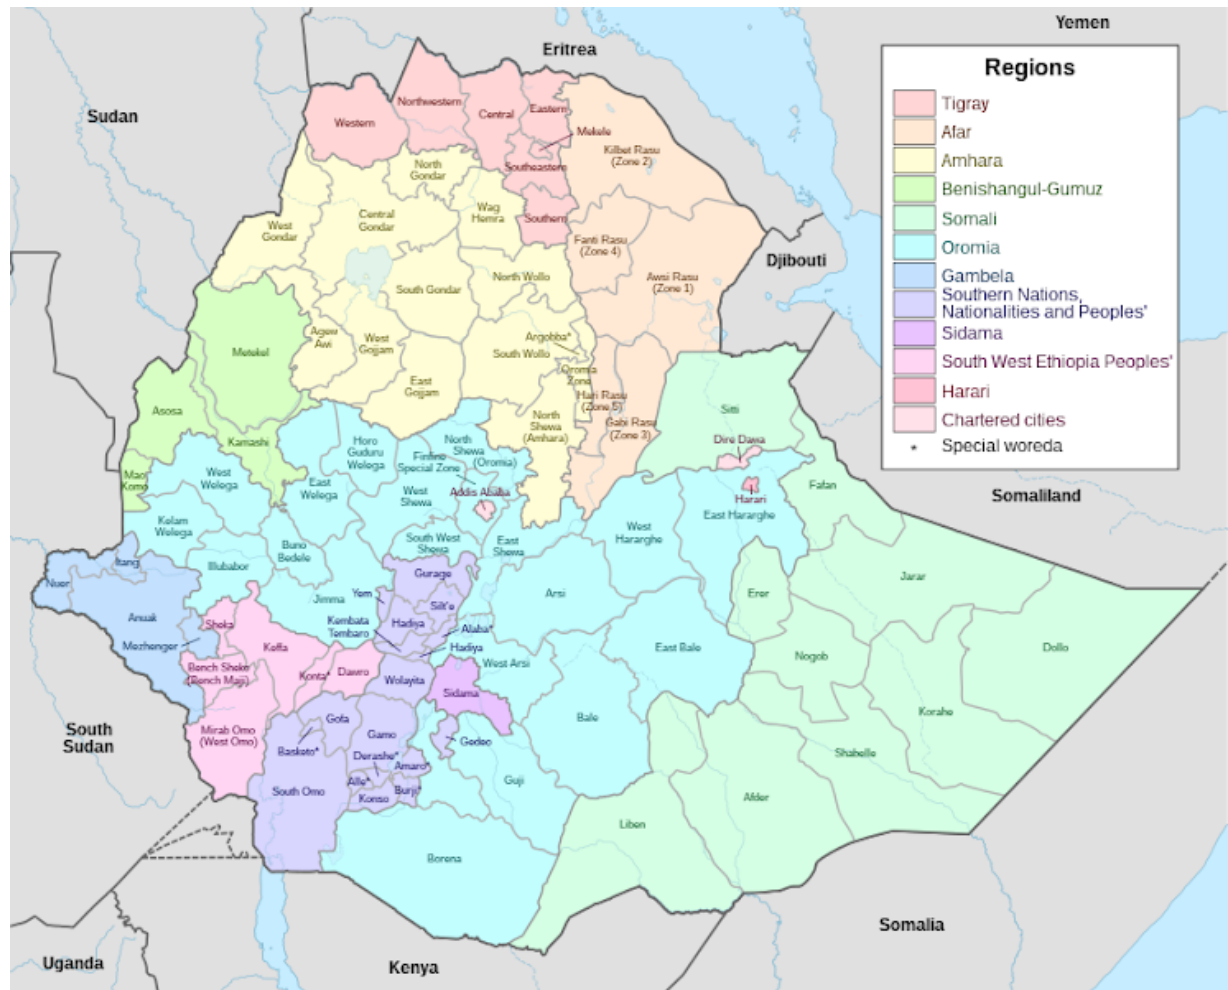 Yemen
Eritrea
Sudan
Djibouti
Somaliland
South
Sudan
Somalia
Uganda
Kenya
Regions
Tigray
Afar
Amhara
Benishangul-Gumuz
Somali
Oromia
Gambela
Southern Nations,
Nationalities and Peoples'
Sidama
South West Ethiopia Peoples'
Harari
Chartered cities
* Special woreda
Western
Northwestern
Central
Eastern
Mekele
Southeastern
Southern
Kilbet Rasu
(Zone 2)
Fanti Rasu
(Zone 4)
Awsi Rasu
(Zone 1)
Hari Rasu
(Zone 5)
Gabi Rasu
(Zone 3)
North
Gondar
West
Gondar
Central
Gondar
Wag
Hemra
South Gondar
North Wollo
Agew
Awi
West
Gojjam
East
Gojjam
Argobba*
South Wollo
Oromia
Zone
North
Shewa
(Amhara)
Metekel
Asosa
Kamashi
Mao
Komo
Sitti
Dire Dawa
Harari
East Hararghe
Fafan
Jarar
Erer
Nogob
Dollo
Korahe
Shabelle
Afder
Liben
West
Welega
Kelam
Welega
East
Welega
Horo
Guduru
Welega
North
Shewa
(Oromia)
Finfine
Special Zone
Addis Ababa
West
Shewa
South West
Shewa
East
Shewa
Buno
Bedele
Illubabor
Jimma
West
Hararghe
Arsi
East Bale
West Arsi
Bale
Guji
Borena
Nuer
Itang
Anuak
Mezhenger
Sheka
Keffa
Bench Sheko
(Bench Maji)
Konta*
Dawro
Mirab Omo
(West Omo)
Gurage
Yem
Silt'e
Hadiya
Kembata
Tembaro
Alaba*
Hadiya
Wolayita
Sidama
Gedeo
Gofa
Gamo
Basketo*
Derashe*
Amaro*
Alle*
Konso
Burji*
South Omo